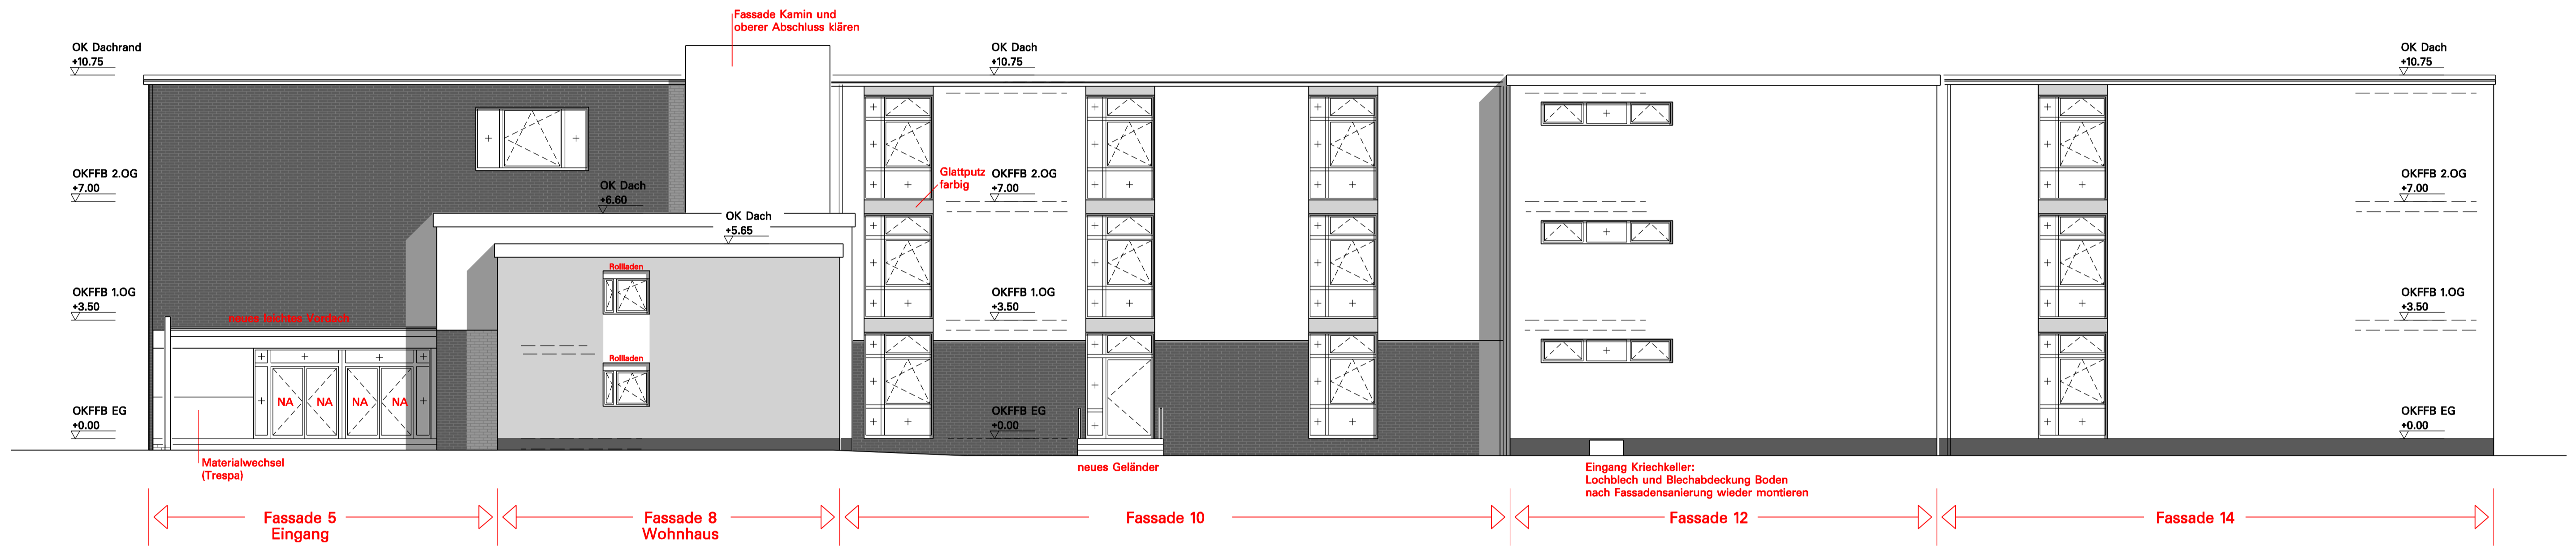 Fassade Kamin und
oberer Abschluss klären
OK Dachrand
+10.75
OK Dach
+10.75
OK Dach
+10.75
OKFFB 2.OG
+7.00
OK Dach
+6.60
OK Dach
+5.65
Glattputz
farbig
OKFFB 2.OG
+7.00
OKFFB 2.OG
+7.00
Rollladen
OKFFB 1.OG
+3.50
neues leichtes Vordach
OKFFB 1.OG
+3.50
OKFFB 1.OG
+3.50
Rollladen
NA NA NA NA
OKFFB EG
+0.00
OKFFB EG
+0.00
OKFFB EG
+0.00
Materialwechsel
(Trespa)
neues Geländer
Eingang Kriechkeller:
Lochblech und Blechabdeckung Boden
nach Fassadensanierung wieder montieren
Fassade 5
Eingang
Fassade 8
Wohnhaus
Fassade 10
Fassade 12
Fassade 14